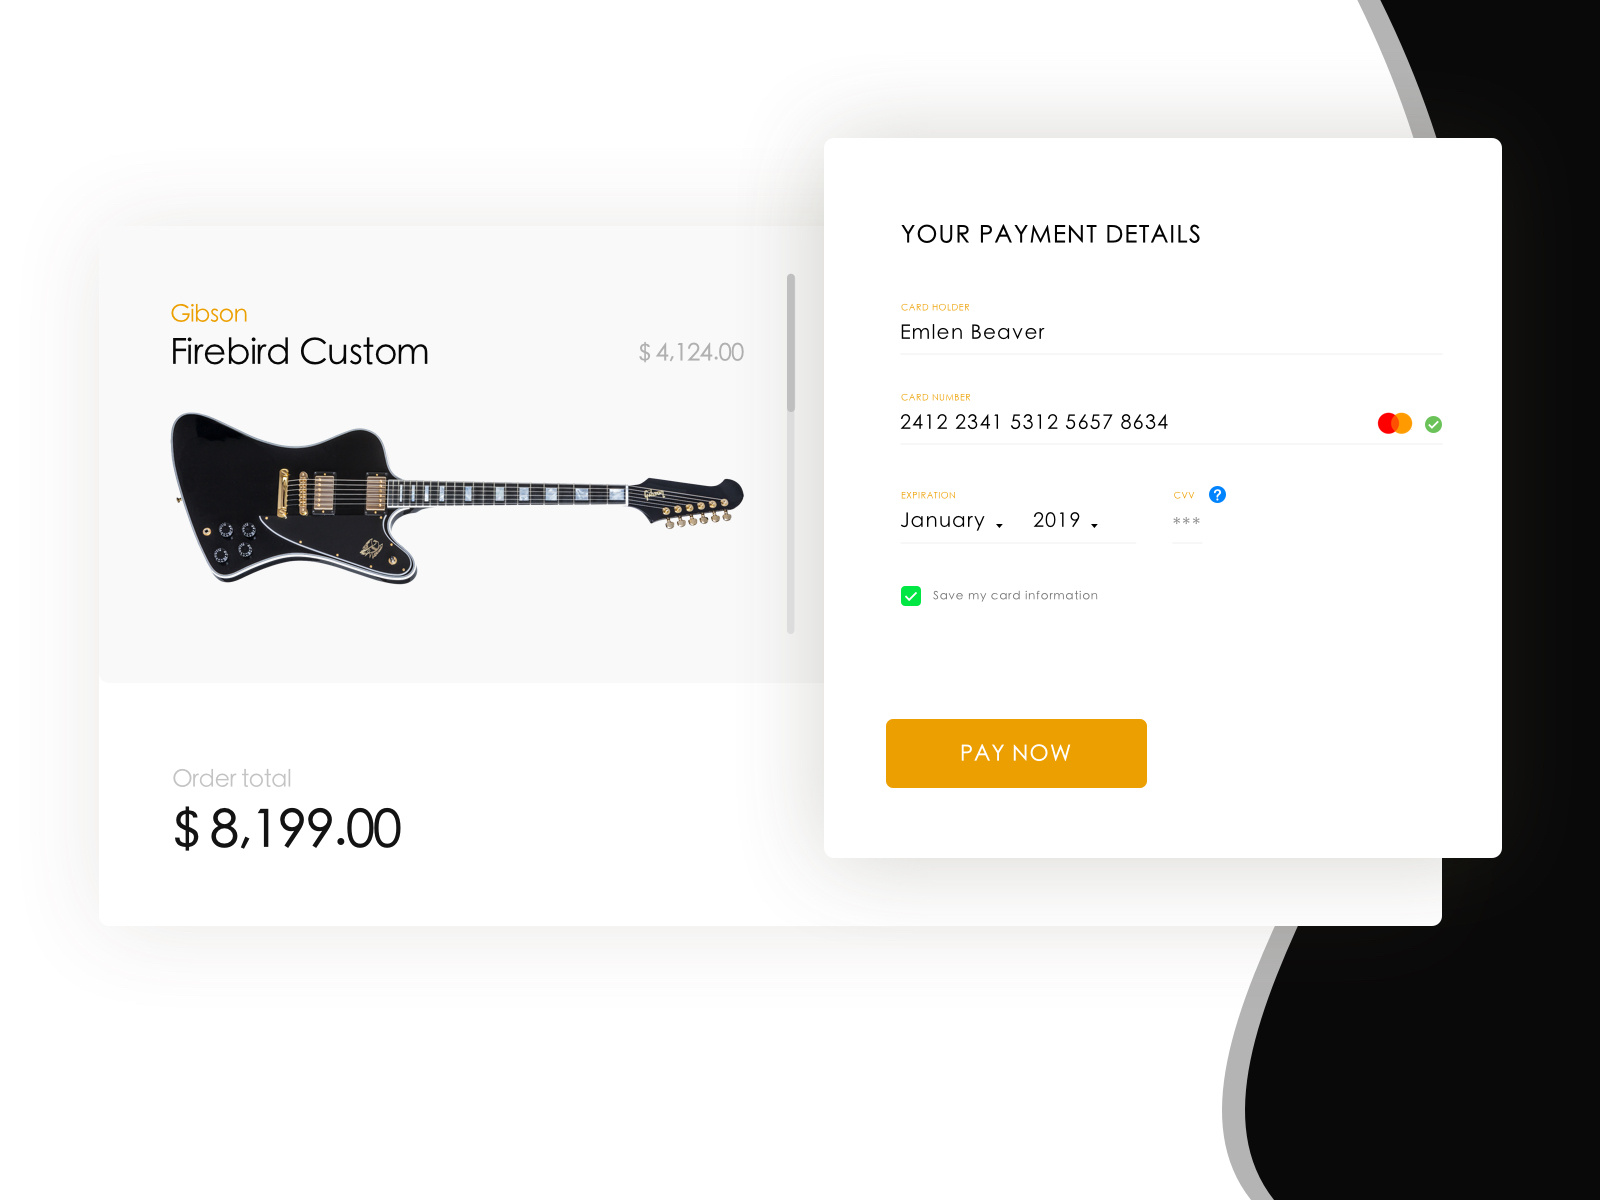 Gibson
Firebird Custom
$ 4,124.00
Gibson
Order total
$ 8,199.00
YOUR PAYMENT DETAILS
CARD HOLDER
Emlen Beaver
CARD NUMBER
2412 2341 5312 5657 8634
EXPIRATION
January 2019
CVV ?
***
Save my card information
PAY NOW